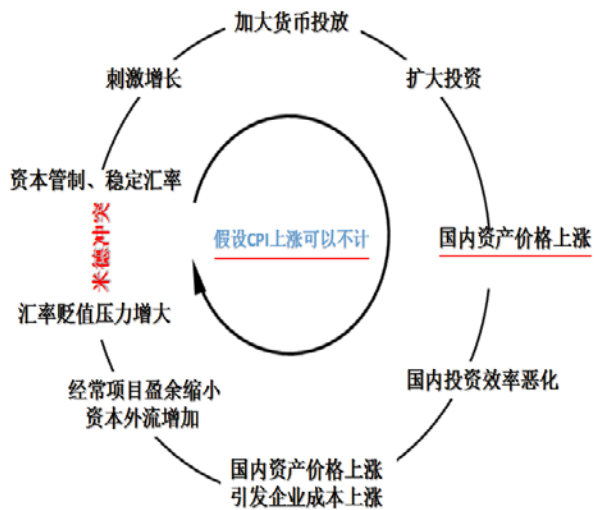 加大货币投放
刺激增长
扩大投资
资本管制、稳定汇率
米德冲突
假设CPI上涨可以不计
国内资产价格上涨
汇率贬值压力增大
国内投资效率恶化
经常项目盈余缩小
资本外流增加
国内资产价格上涨
引发企业成本上涨